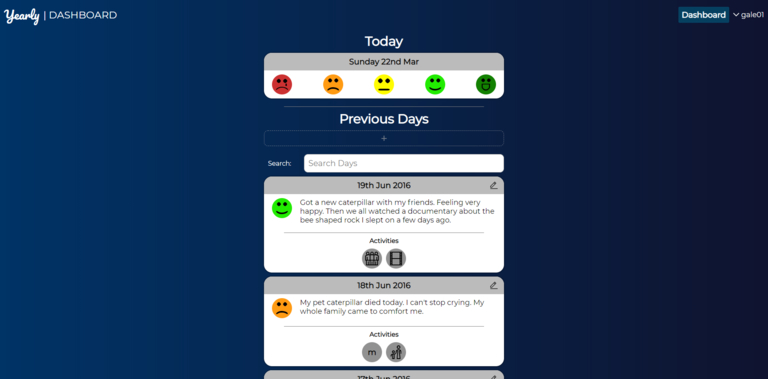 Yearly | DASHBOARD
Dashboard
gale01
Today
Sunday 22nd Mar
Previous Days
+
Search:
Search Days
19th Jun 2016
Got a new caterpillar with my friends. Feeling very
happy. Then we all watched a documentary about the
bee shaped rock I slept on a few days ago.
Activities
18th Jun 2016
My pet caterpillar died today. I can't stop crying. My
whole family came to comfort me.
Activities
m
17th Jun 2016